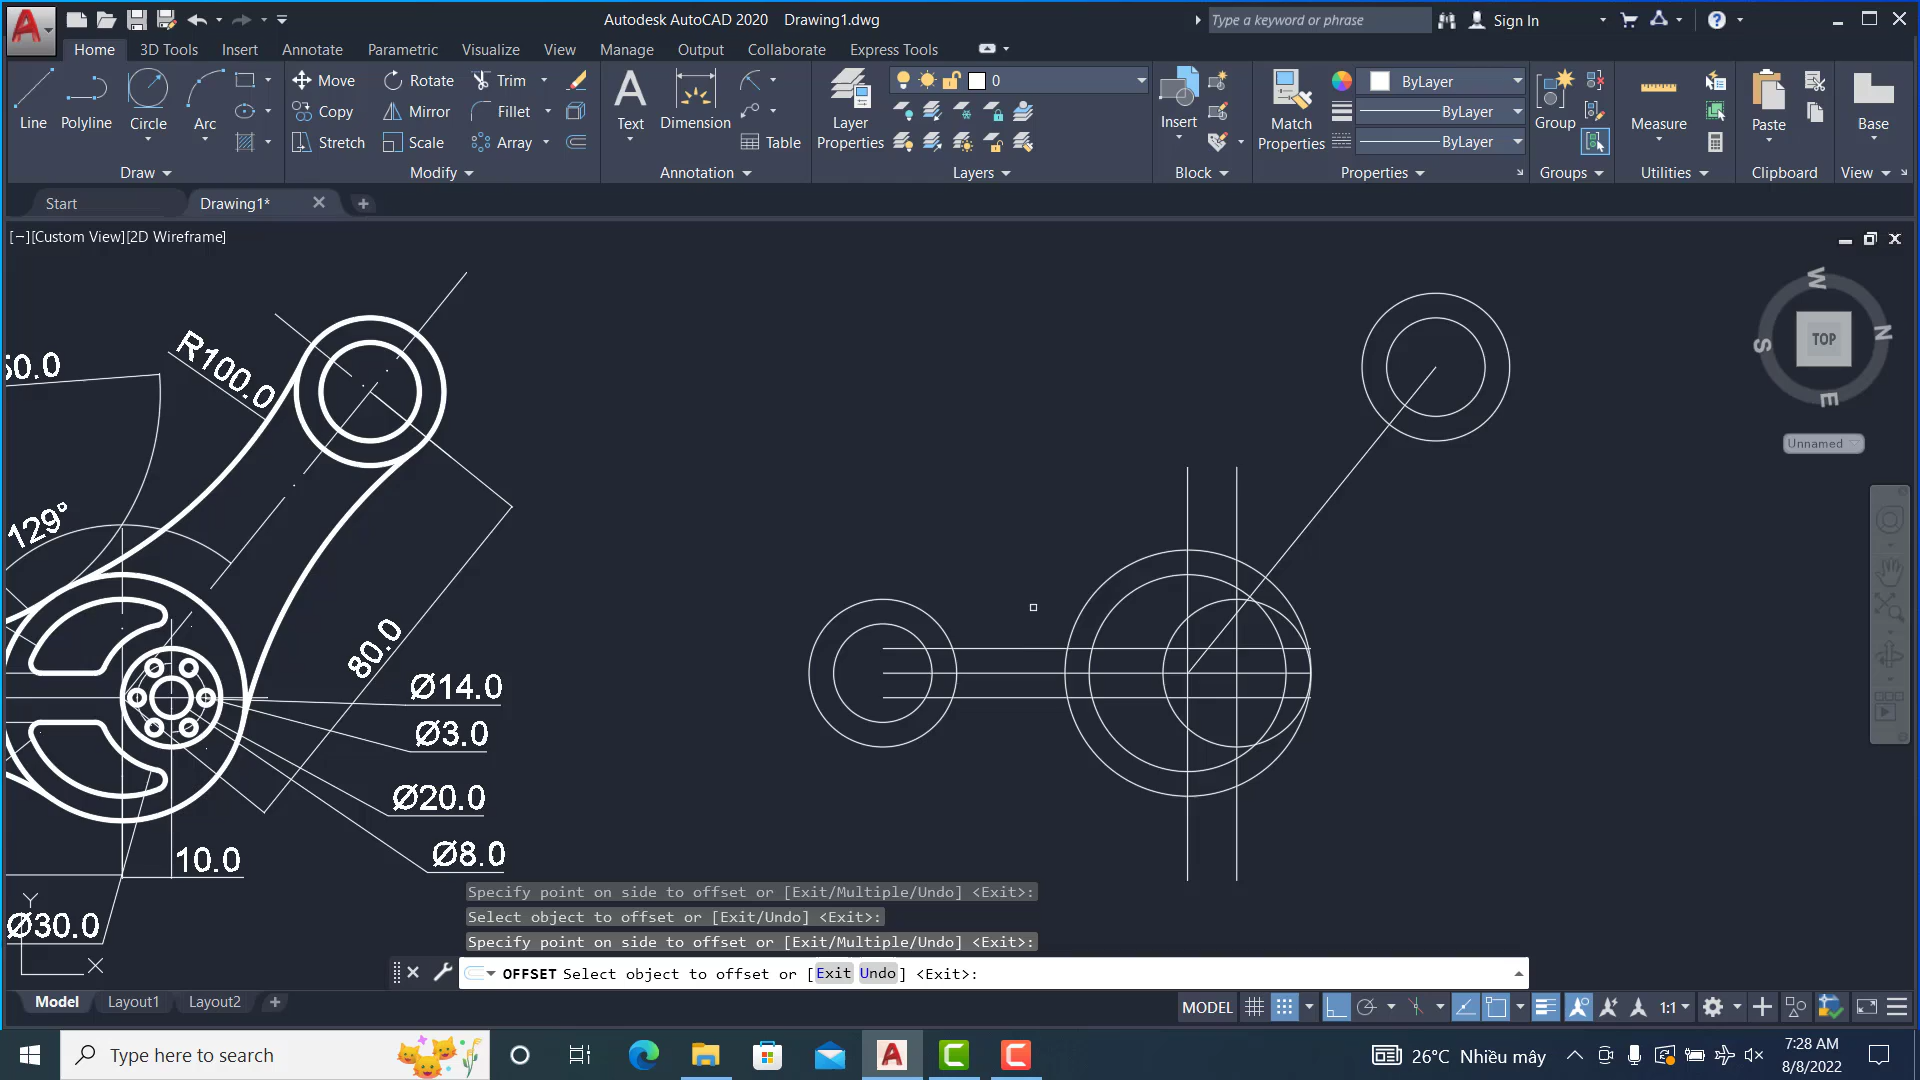 Autodesk AutoCAD 2020 Drawing1.dwg
Type a keyword or phrase
Sign In
Home 3D Tools Insert Annotate Parametric Visualize View Manage Output Collaborate Express Tools
Line Polyline Circle Arc
Move Rotate Trim
Copy Mirror Fillet
Stretch Scale Array
Text Dimension Table
Layer Properties
0
Insert
Match Properties
ByLayer
ByLayer
ByLayer
Group
Measure
Paste
Base
Draw Modify Annotation Layers Block Properties Groups Utilities Clipboard View
Start Drawing1*
[−][Custom View][2D Wireframe]
W
N
S
E
TOP
Unnamed
50.0
R100.0
129°
80.0
Ø14.0
Ø3.0
Ø20.0
Ø8.0
10.0
Ø30.0
Y
X
Specify point on side to offset or [Exit/Multiple/Undo] <Exit>:
Select object to offset or [Exit/Undo] <Exit>:
Specify point on side to offset or [Exit/Multiple/Undo] <Exit>:
OFFSET Select object to offset or [Exit Undo] <Exit>:
Model Layout1 Layout2
MODEL
1:1
Type here to search
26°C Nhiều mây
7:28 AM
8/8/2022